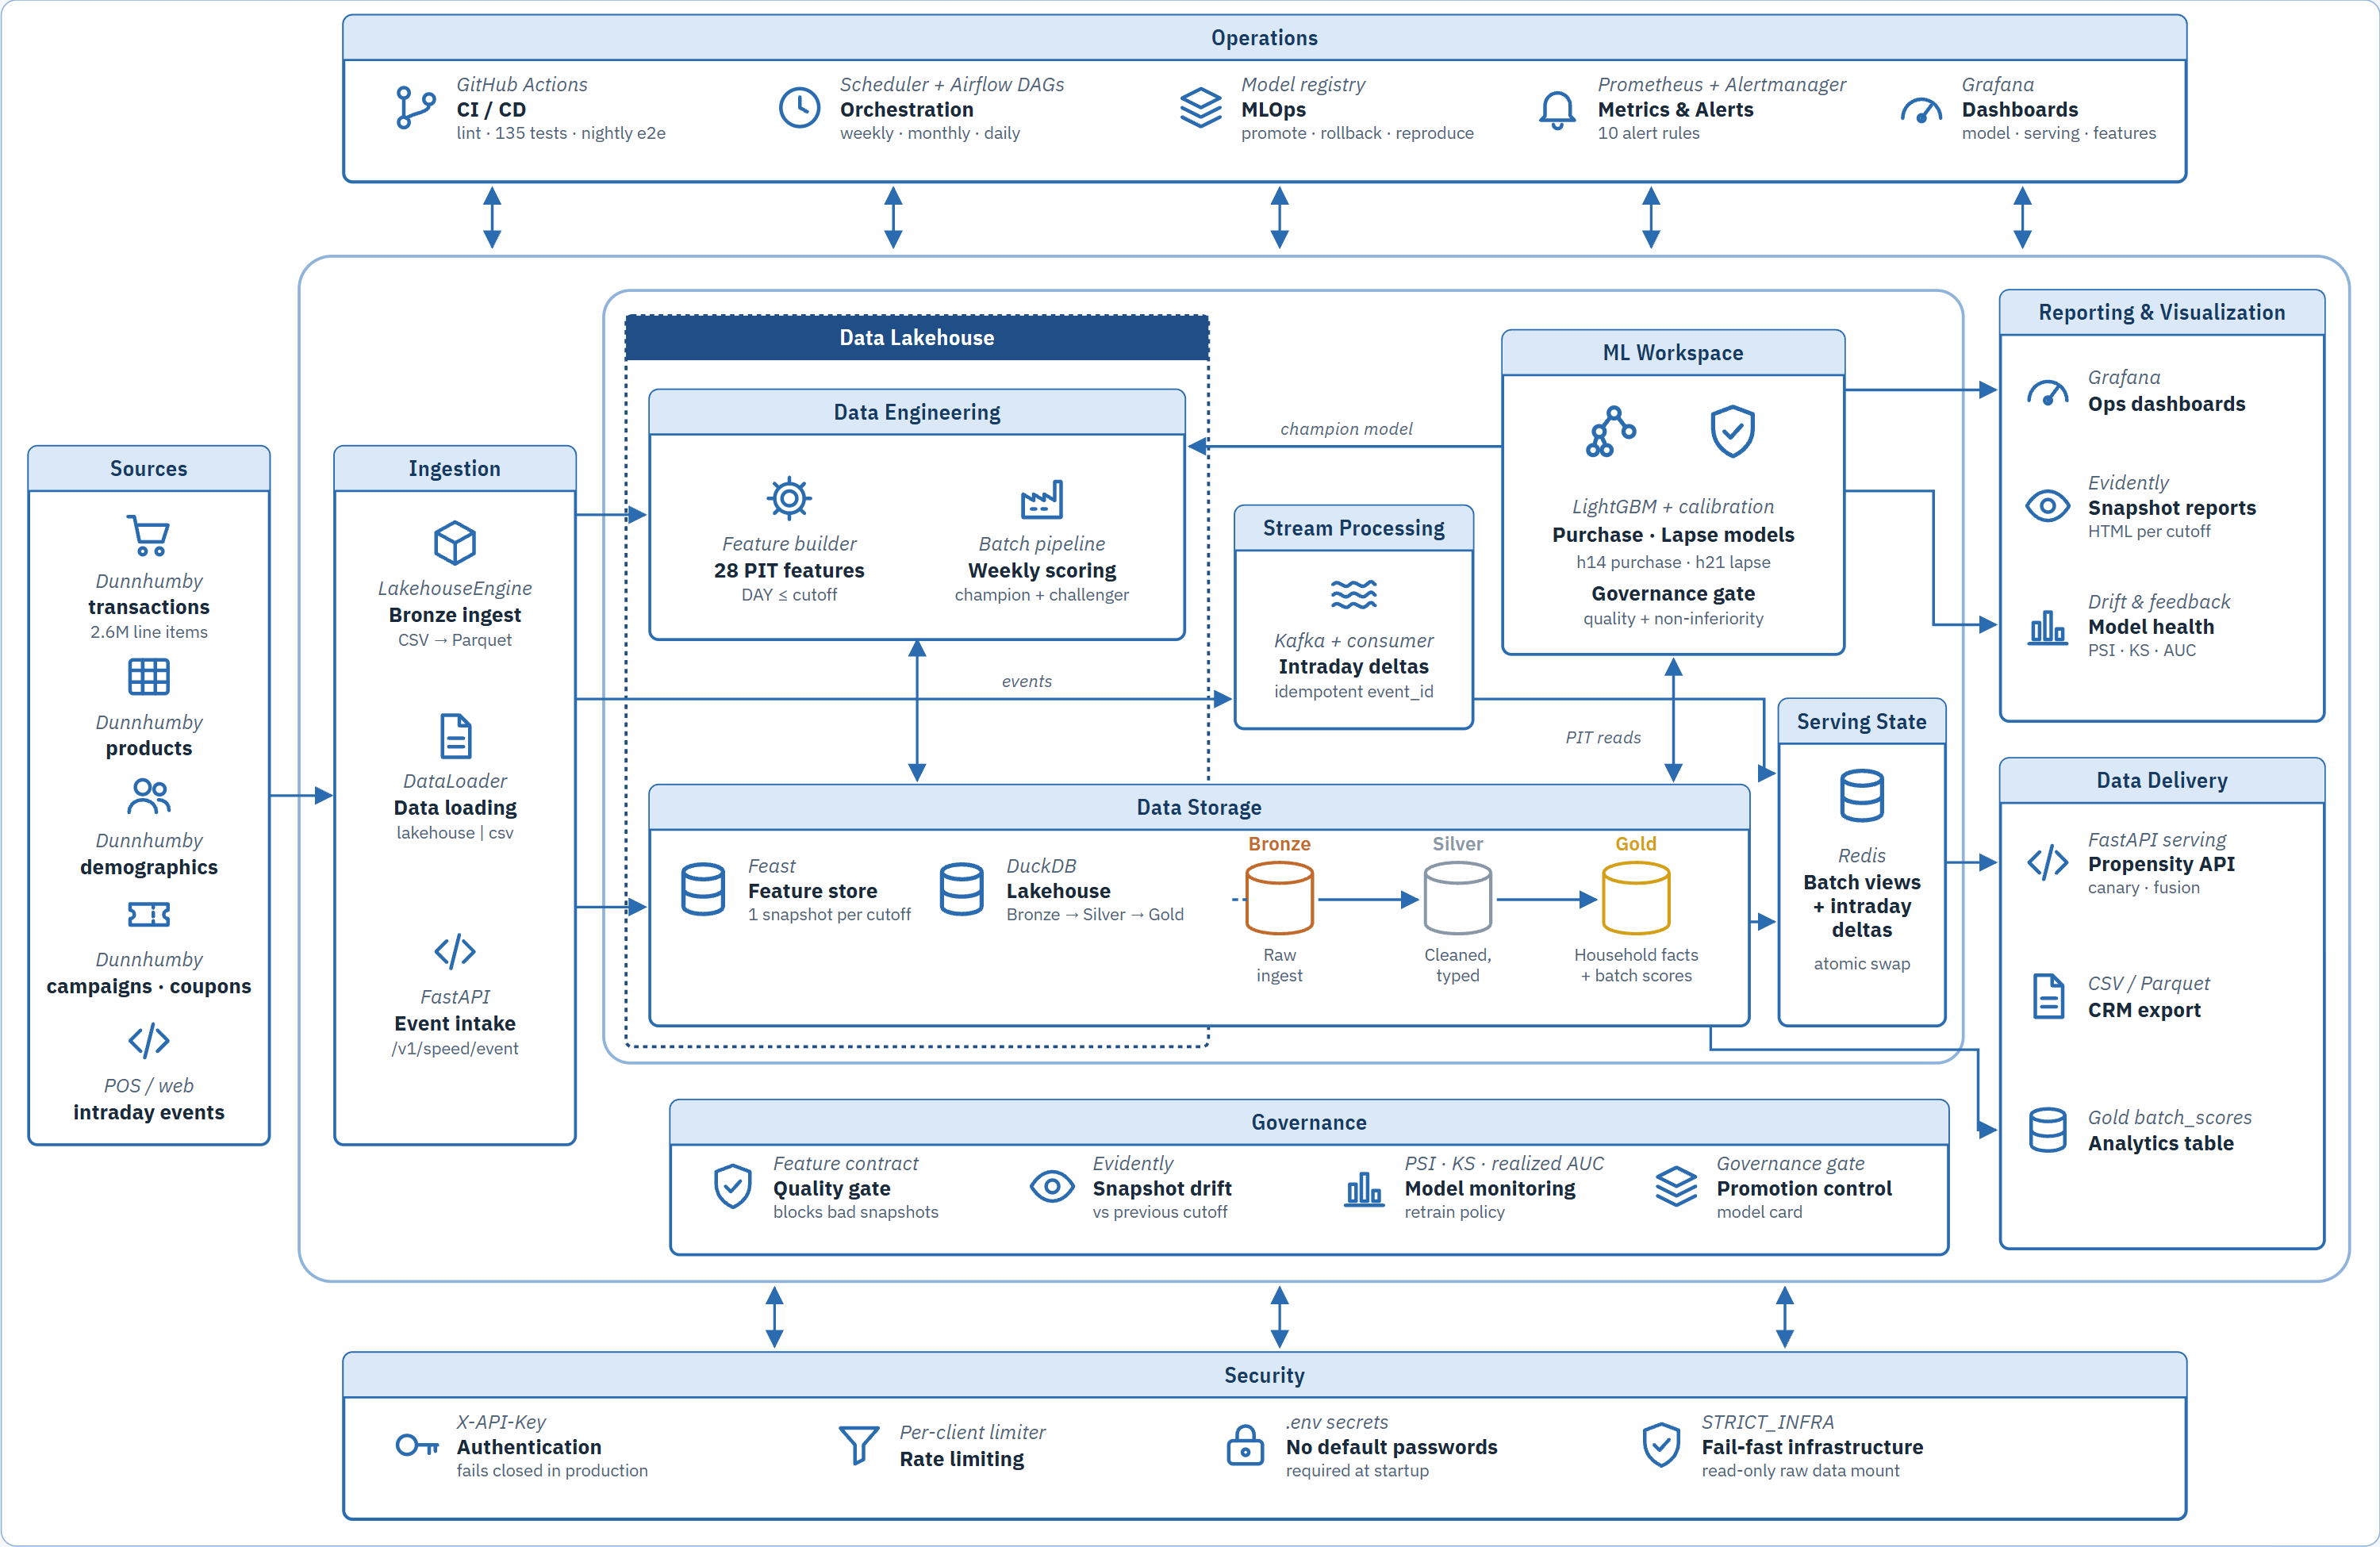 Operations
GitHub Actions
CI / CD
lint · 135 tests · nightly e2e
Scheduler + Airflow DAGs
Orchestration
weekly · monthly · daily
Model registry
MLOps
promote · rollback · reproduce
Prometheus + Alertmanager
Metrics & Alerts
10 alert rules
Grafana
Dashboards
model · serving · features
Sources
Dunnhumby
transactions
2.6M line items
Dunnhumby
products
Dunnhumby
demographics
Dunnhumby
campaigns · coupons
POS / web
intraday events
Ingestion
LakehouseEngine
Bronze ingest
CSV → Parquet
DataLoader
Data loading
lakehouse | csv
FastAPI
Event intake
/v1/speed/event
Data Lakehouse
Data Engineering
Feature builder
28 PIT features
DAY ≤ cutoff
Batch pipeline
Weekly scoring
champion + challenger
champion model
events
Stream Processing
Kafka + consumer
Intraday deltas
idempotent event_id
ML Workspace
LightGBM + calibration
Purchase · Lapse models
h14 purchase · h21 lapse
Governance gate
quality + non-inferiority
PIT reads
Data Storage
Feast
Feature store
1 snapshot per cutoff
DuckDB
Lakehouse
Bronze → Silver → Gold
Bronze
Raw
ingest
Silver
Cleaned,
typed
Gold
Household facts
+ batch scores
Serving State
Redis
Batch views
+ intraday
deltas
atomic swap
Reporting & Visualization
Grafana
Ops dashboards
Evidently
Snapshot reports
HTML per cutoff
Drift & feedback
Model health
PSI · KS · AUC
Data Delivery
FastAPI serving
Propensity API
canary · fusion
CSV / Parquet
CRM export
Gold batch_scores
Analytics table
Governance
Feature contract
Quality gate
blocks bad snapshots
Evidently
Snapshot drift
vs previous cutoff
PSI · KS · realized AUC
Model monitoring
retrain policy
Governance gate
Promotion control
model card
Security
X-API-Key
Authentication
fails closed in production
Per-client limiter
Rate limiting
.env secrets
No default passwords
required at startup
STRICT_INFRA
Fail-fast infrastructure
read-only raw data mount